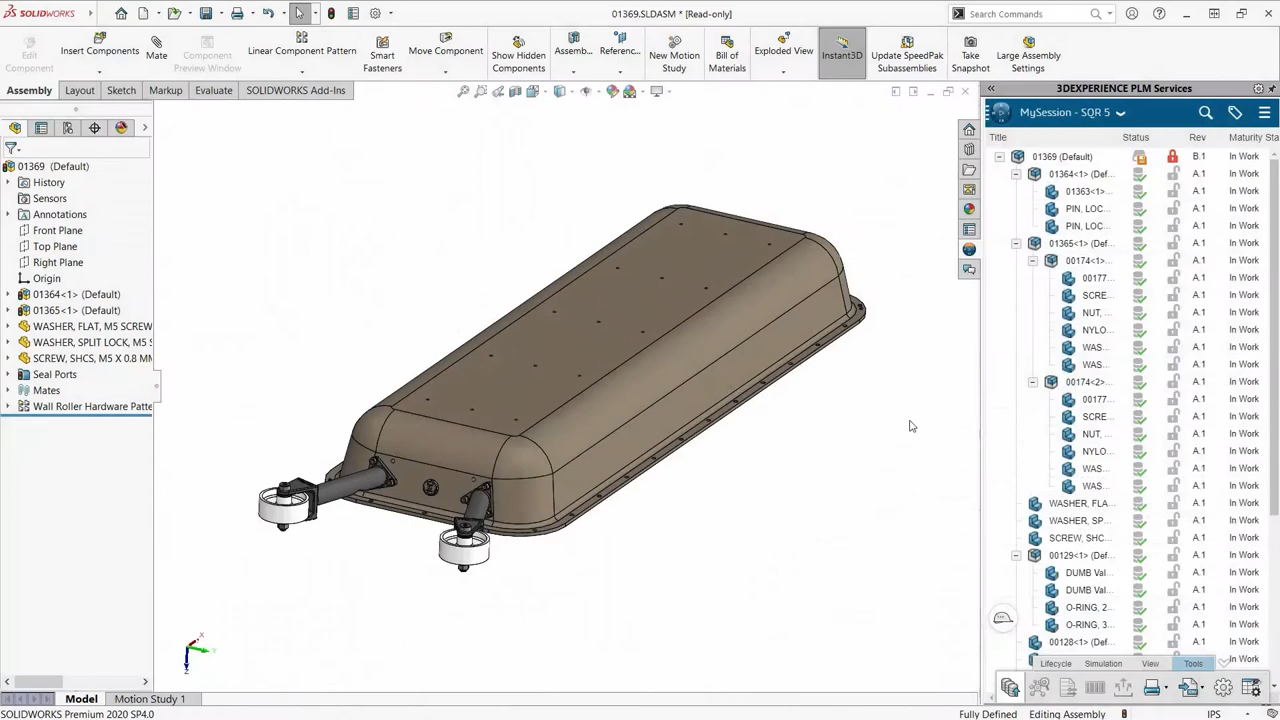 SOLIDWORKS
01369.SLDASM * [Read-only]
Search Commands
Edit Component
Insert Components
Mate
Component Preview Window
Linear Component Pattern
Smart Fasteners
Move Component
Show Hidden Components
Assemb...
Referenc...
New Motion Study
Bill of Materials
Exploded View
Instant3D
Update SpeedPak Subassemblies
Take Snapshot
Large Assembly Settings
Assembly
Layout
Sketch
Markup
Evaluate
SOLIDWORKS Add-Ins
3DEXPERIENCE PLM Services
MySession - SQR 5
Title Status Rev Maturity Sta
01369 (Default)
History
Sensors
Annotations
Front Plane
Top Plane
Right Plane
Origin
01364<1> (Default)
01365<1> (Default)
WASHER, FLAT, M5 SCREW
WASHER, SPLIT LOCK, M5
SCREW, SHCS, M5 X 0.8 MM
Seal Ports
Mates
Wall Roller Hardware Patte
01369 (Default) B.1 In Work
01364<1> (Def... A.1 In Work
01363<1>... A.1 In Work
PIN, LOC... A.1 In Work
PIN, LOC... A.1 In Work
01365<1> (Def... A.1 In Work
00174<1>... A.1 In Work
00177... A.1 In Work
SCRE... A.1 In Work
NUT, ... A.1 In Work
NYLO... A.1 In Work
WAS... A.1 In Work
WAS... A.1 In Work
00174<2>... A.1 In Work
00177... A.1 In Work
SCRE... A.1 In Work
NUT, ... A.1 In Work
NYLO... A.1 In Work
WAS... A.1 In Work
WAS... A.1 In Work
WASHER, FLA... A.1 In Work
WASHER, SP... A.1 In Work
SCREW, SHC... A.1 In Work
00129<1> (Def... A.1 In Work
DUMB Val... A.1 In Work
DUMB Val... A.1 In Work
O-RING, 2... A.1 In Work
O-RING, 3... A.1 In Work
00128<1> (Def... A.1 In Work
Lifecycle Simulation View Tools
X
Y
Z
Model
Motion Study 1
SOLIDWORKS Premium 2020 SP4.0
Fully Defined
Editing Assembly
IPS